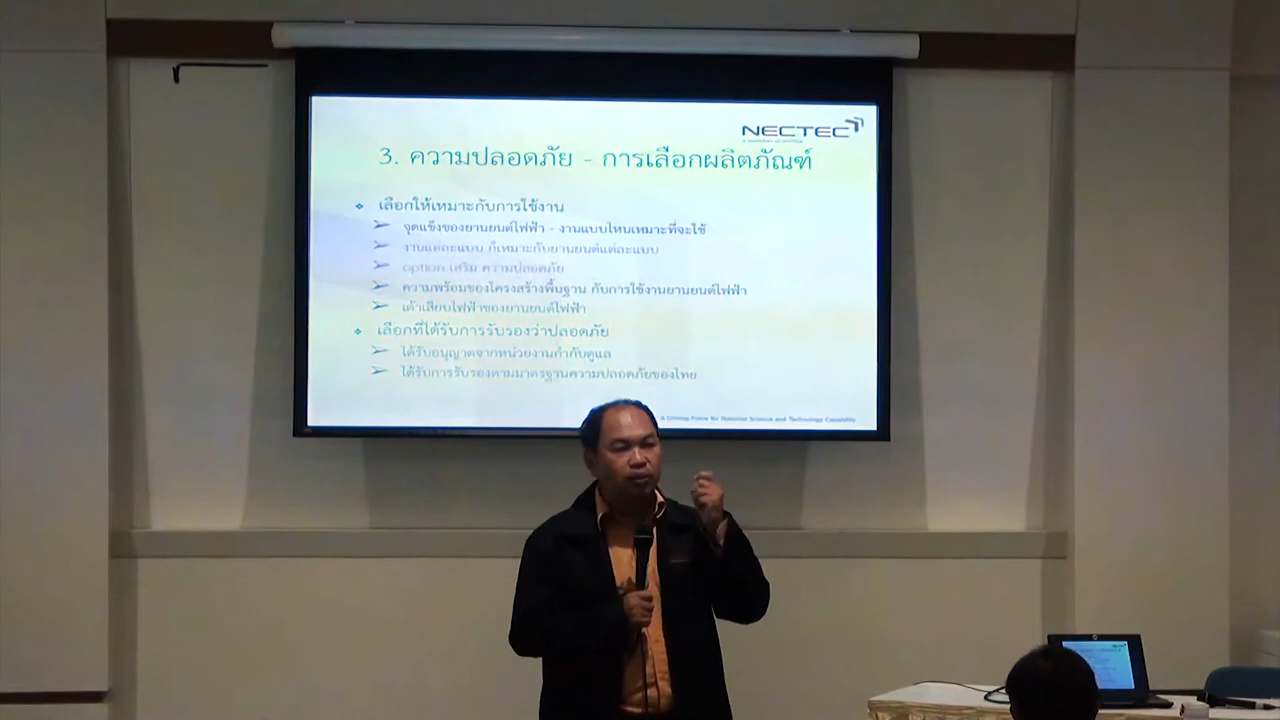 NECTEC
3. ความปลอดภัย - การเลือกผลิตภัณฑ์
เลือกให้เหมาะกับการใช้งาน
จุดแข็งของยานยนต์ไฟฟ้า - งานแบบไหนเหมาะที่จะใช้
งานแต่ละแบบ ก็เหมาะกับยานยนต์แต่ละแบบ
option เสริม ความปลอดภัย
ความพร้อมของโครงสร้างพื้นฐาน กับการใช้งานยานยนต์ไฟฟ้า
เต้าเสียบไฟฟ้าของยานยนต์ไฟฟ้า
เลือกที่ได้รับการรับรองว่าปลอดภัย
ได้รับอนุญาตจากหน่วยงานกำกับดูแล
ได้รับการรับรองตามมาตรฐานความปลอดภัยของไทย
A Driving Force for National Science and Technology Capability
NECTEC